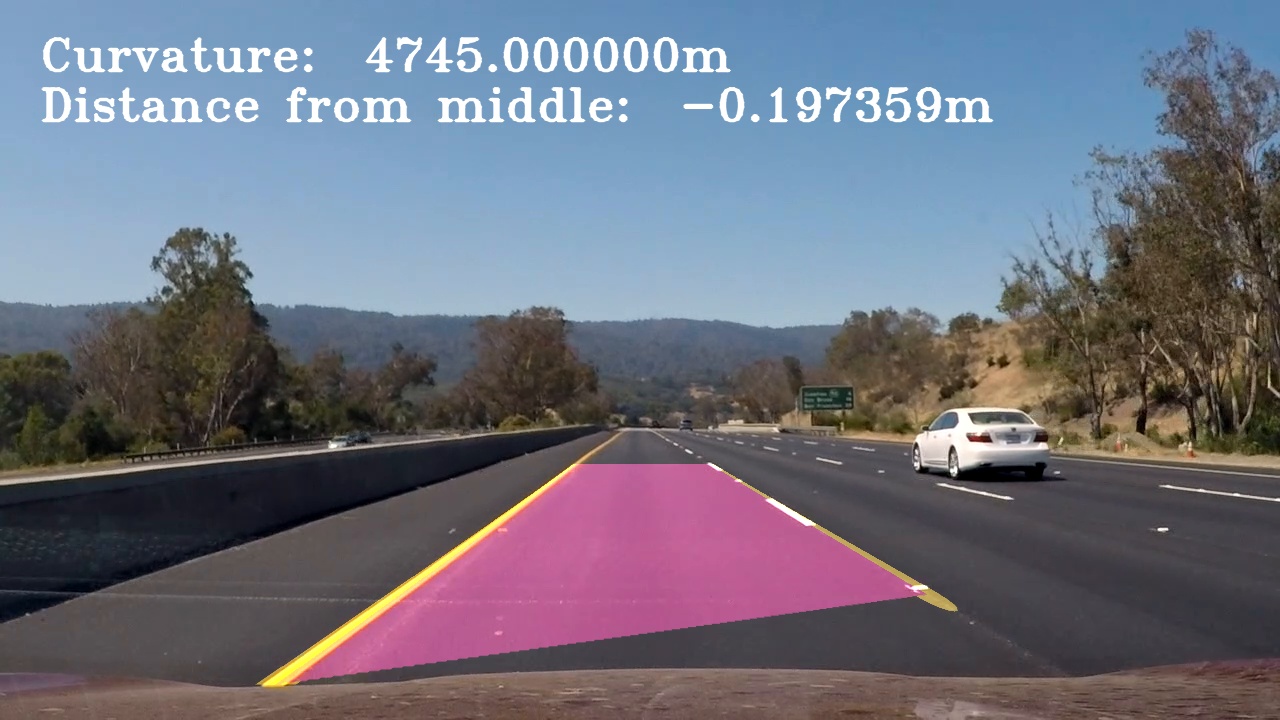 Curvature:  4745.000000m
Distance from middle:  −0.197359m